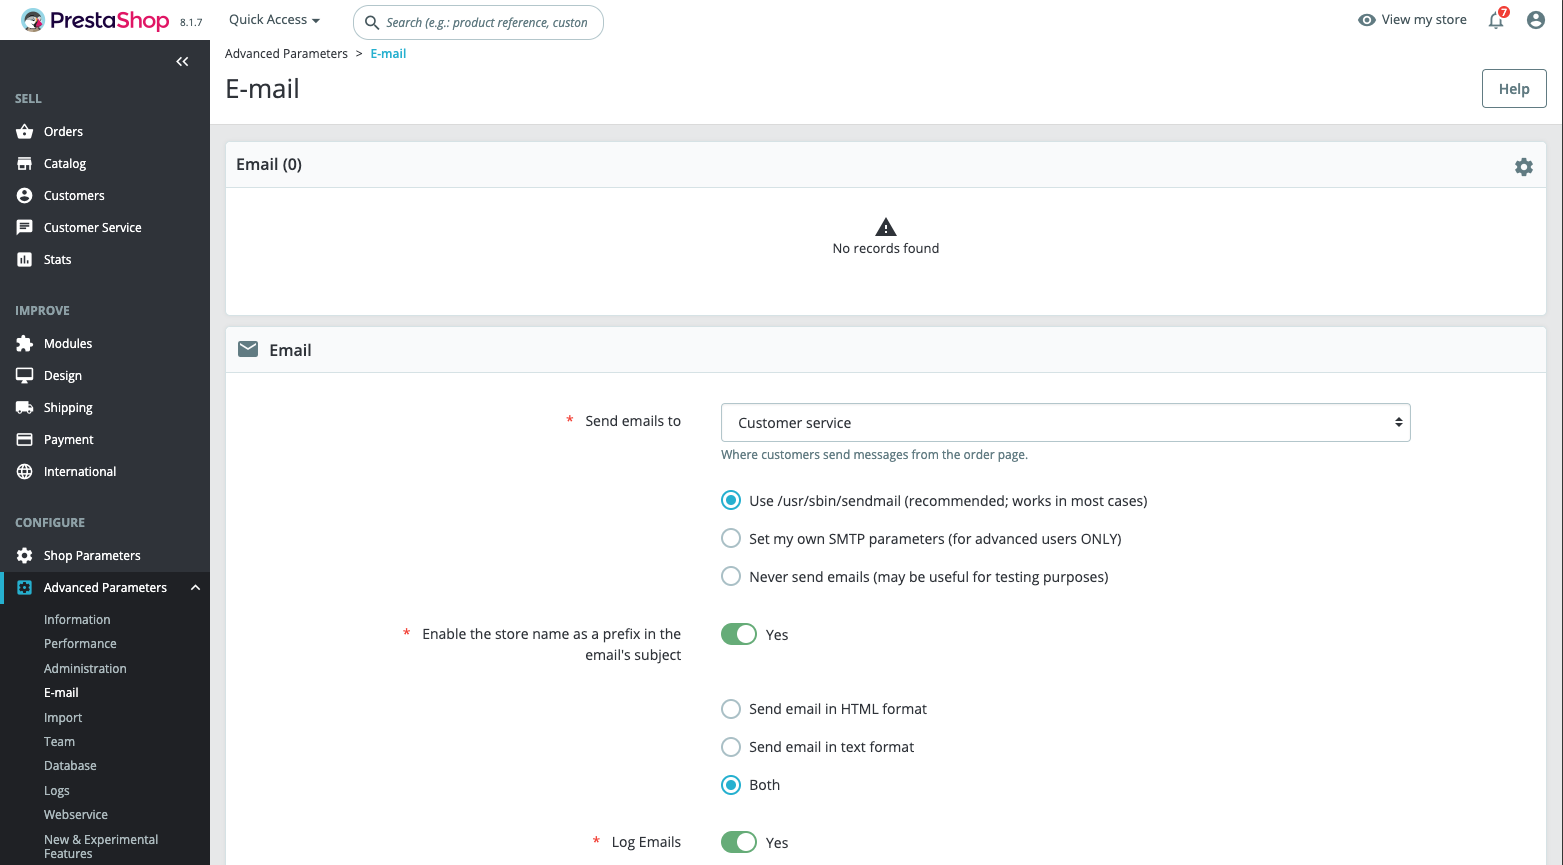 PrestaShop 8.1.7
Quick Access
Search (e.g.: product reference, custon
View my store
7
Advanced Parameters > E-mail
E-mail
Help
SELL
Orders
Catalog
Customers
Customer Service
Stats
IMPROVE
Modules
Design
Shipping
Payment
International
CONFIGURE
Shop Parameters
Advanced Parameters
Information
Performance
Administration
E-mail
Import
Team
Database
Logs
Webservice
New & Experimental
Features
Email (0)
No records found
Email
* Send emails to
Customer service
Where customers send messages from the order page.
Use /usr/sbin/sendmail (recommended; works in most cases)
Set my own SMTP parameters (for advanced users ONLY)
Never send emails (may be useful for testing purposes)
* Enable the store name as a prefix in the
email's subject
Yes
Send email in HTML format
Send email in text format
Both
* Log Emails
Yes